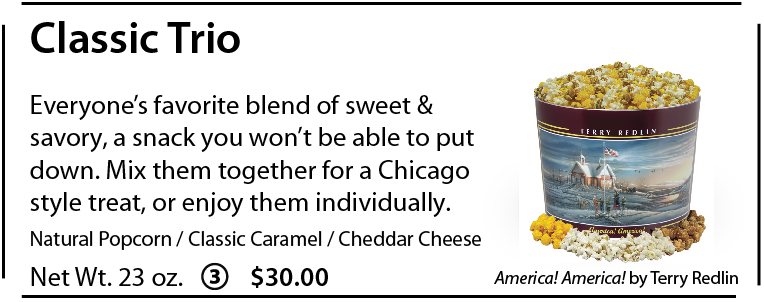 Classic Trio
Everyone's favorite blend of sweet &
savory, a snack you won't be able to put
down. Mix them together for a Chicago
style treat, or enjoy them individually.
Natural Popcorn / Classic Caramel / Cheddar Cheese
Net Wt. 23 oz. ③ $30.00
TERRY REDLIN
America! America!
America! America! by Terry Redlin